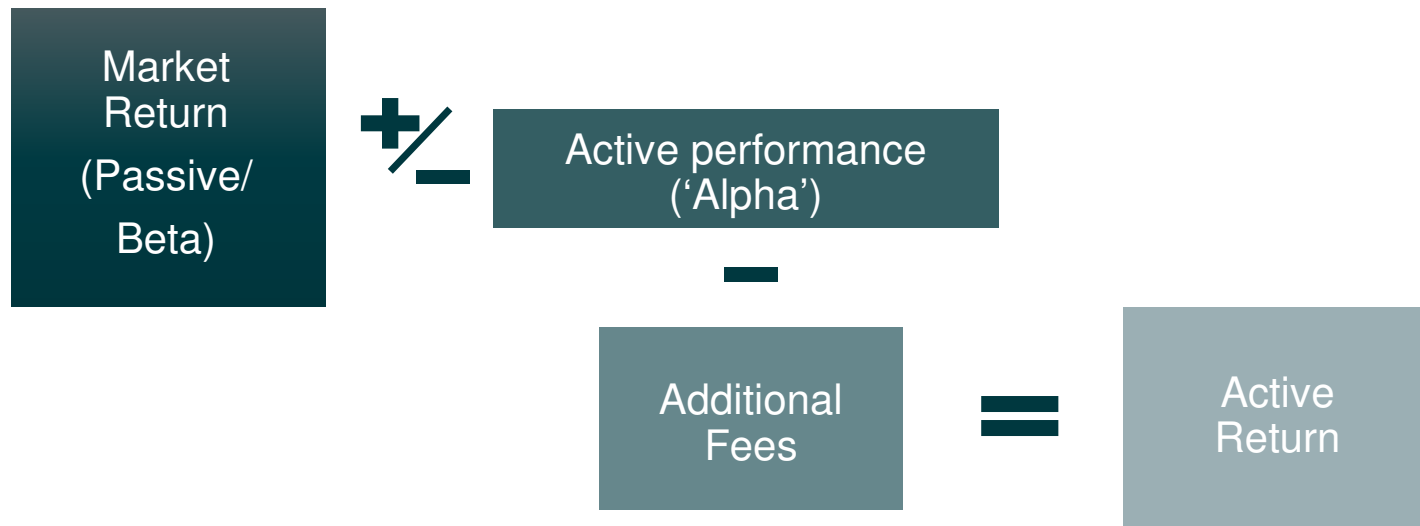 Market
Return
(Passive/
Beta)
+/−
Active performance
(‘Alpha’)
−
Additional
Fees
=
Active
Return